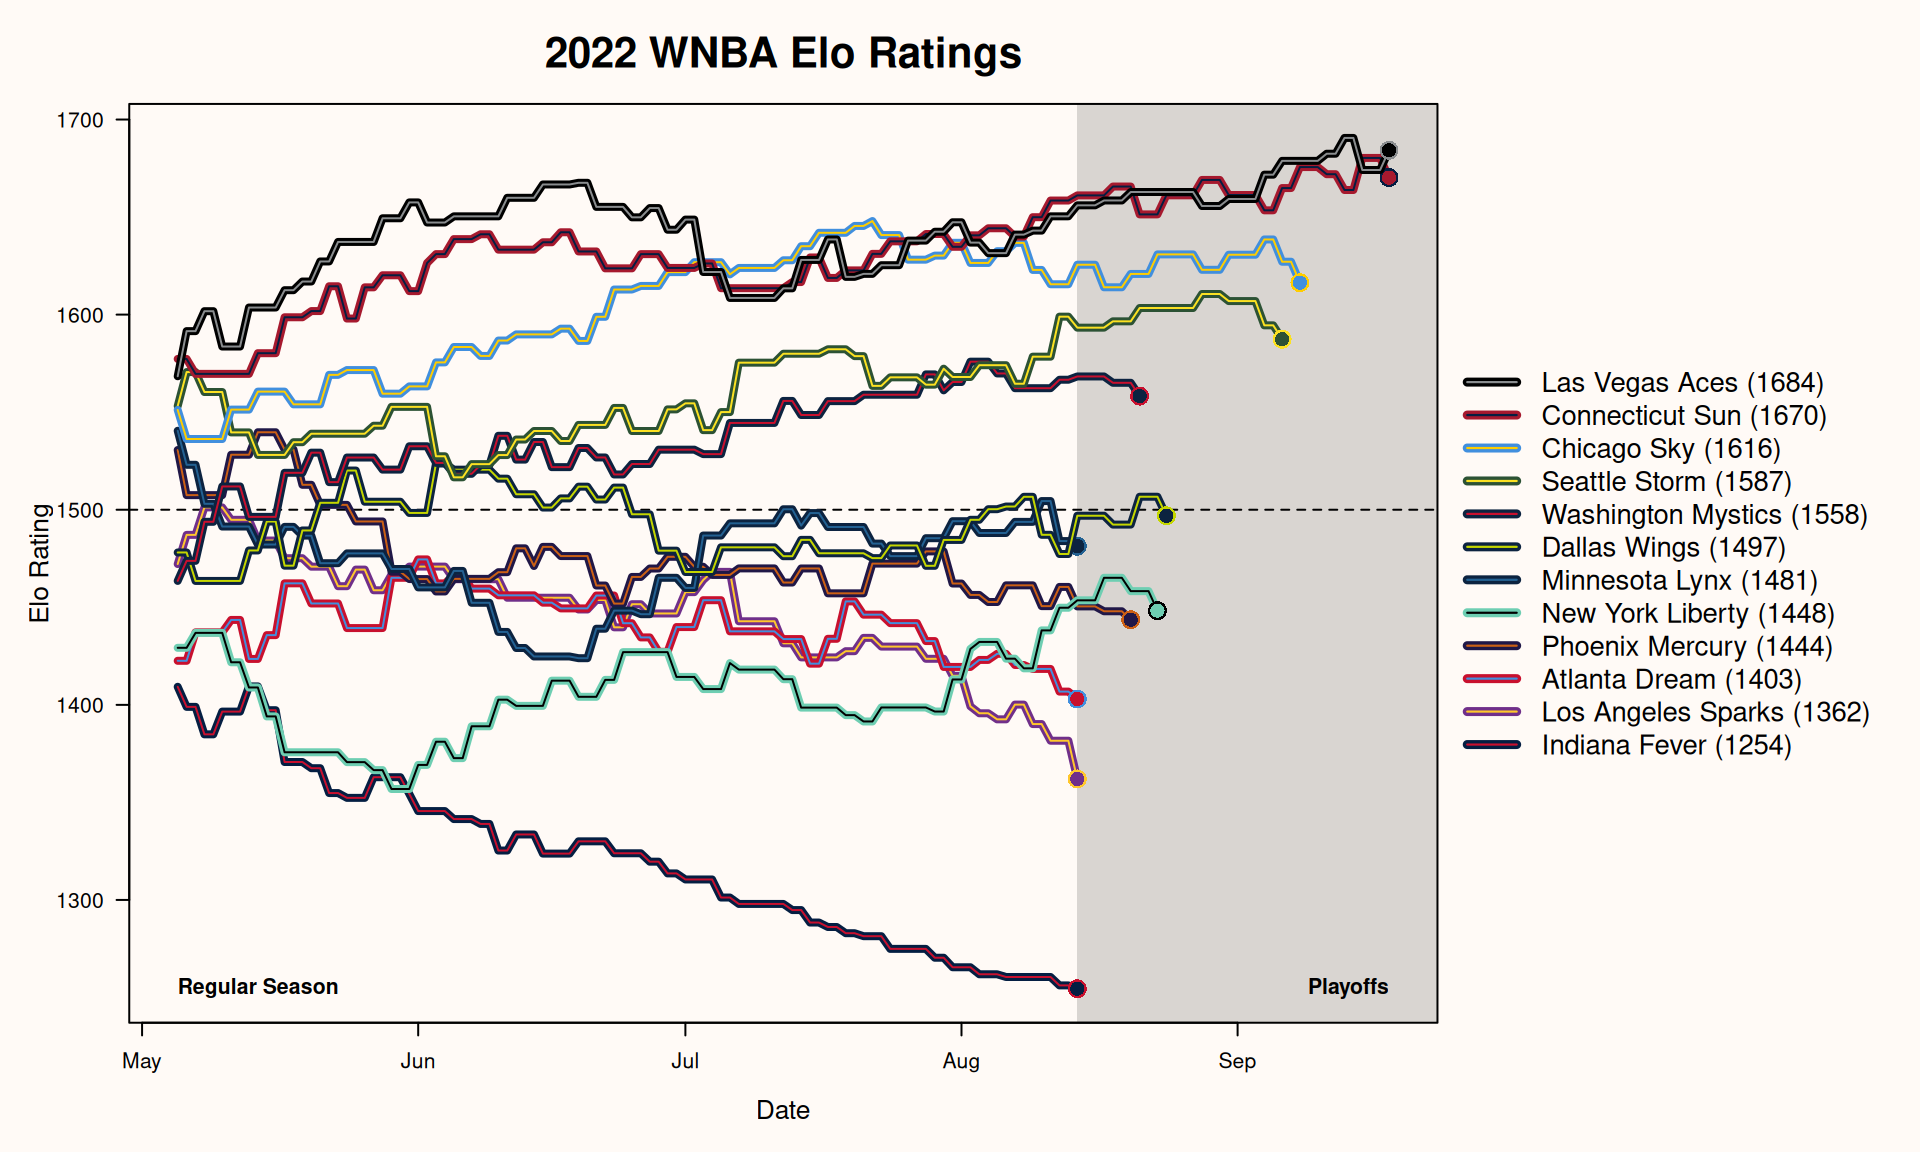 2022 WNBA Elo Ratings
1700
1600
1500
1400
1300
Elo Rating
Regular Season
Playoffs
May
Jun
Jul
Aug
Sep
Date
Las Vegas Aces (1684)
Connecticut Sun (1670)
Chicago Sky (1616)
Seattle Storm (1587)
Washington Mystics (1558)
Dallas Wings (1497)
Minnesota Lynx (1481)
New York Liberty (1448)
Phoenix Mercury (1444)
Atlanta Dream (1403)
Los Angeles Sparks (1362)
Indiana Fever (1254)